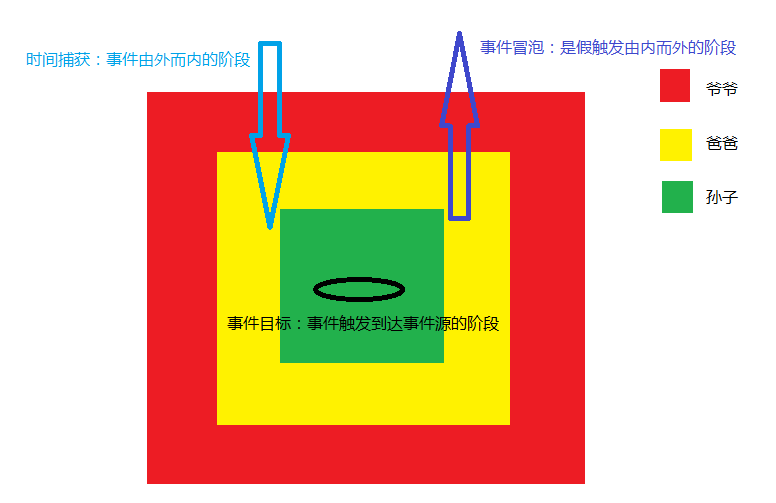 时间捕获：事件由外而内的阶段
事件冒泡：是假触发由内而外的阶段
爷爷
爸爸
孙子
事件目标：事件触发到达事件源的阶段